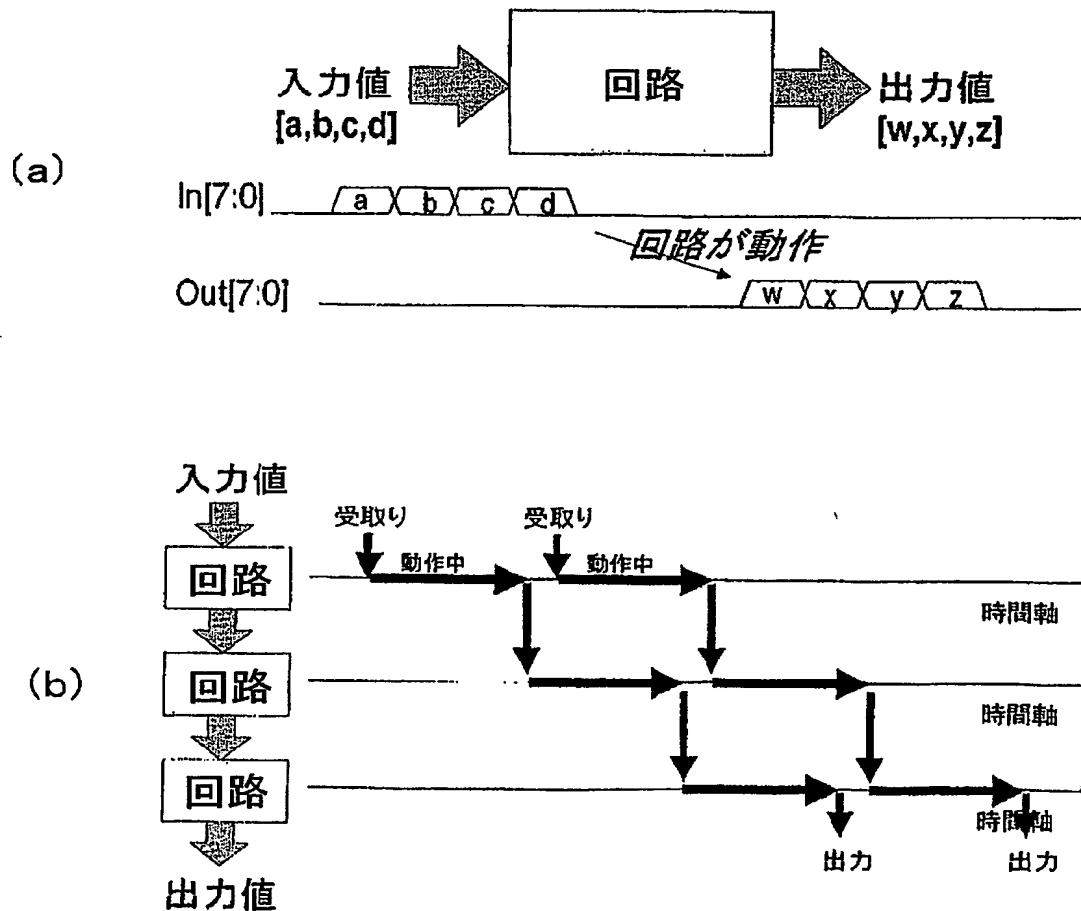 入力値
[a,b,c,d]
回路
出力値
[w,x,y,z]
(a)
In[7:0]
a b c d
回路が動作
Out[7:0]
w x y z
入力値
受取り 受取り
回路
動作中 動作中
時間軸
(b)
回路
時間軸
回路
時間軸
出力 出力
出力値